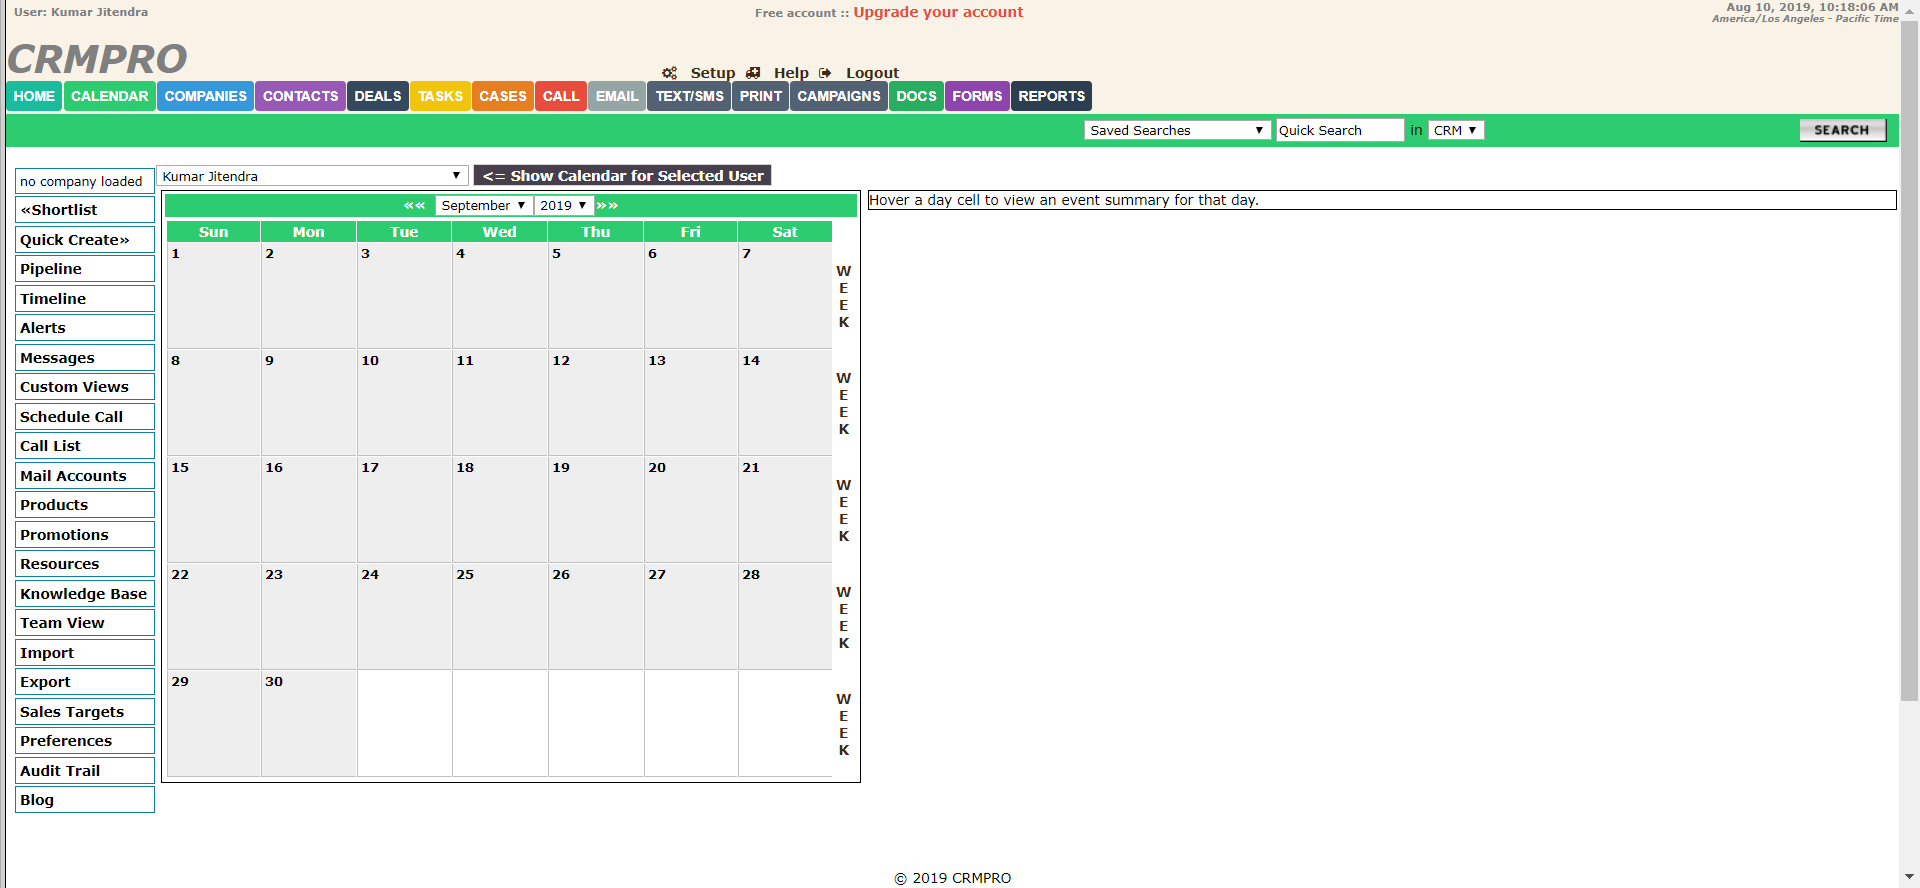 User: Kumar Jitendra
Free account :: Upgrade your account
Aug 10, 2019, 10:18:06 AM
America/Los Angeles - Pacific Time
CRMPRO
Setup Help Logout
HOME CALENDAR COMPANIES CONTACTS DEALS TASKS CASES CALL EMAIL TEXT/SMS PRINT CAMPAIGNS DOCS FORMS REPORTS
Saved Searches Quick Search in CRM SEARCH
no company loaded
«Shortlist
Quick Create»
Pipeline
Timeline
Alerts
Messages
Custom Views
Schedule Call
Call List
Mail Accounts
Products
Promotions
Resources
Knowledge Base
Team View
Import
Export
Sales Targets
Preferences
Audit Trail
Blog
Kumar Jitendra <= Show Calendar for Selected User
«« September 2019 »»
Sun Mon Tue Wed Thu Fri Sat
1 2 3 4 5 6 7
W
E
E
K
8 9 10 11 12 13 14
W
E
E
K
15 16 17 18 19 20 21
W
E
E
K
22 23 24 25 26 27 28
W
E
E
K
29 30
W
E
E
K
Hover a day cell to view an event summary for that day.
© 2019 CRMPRO